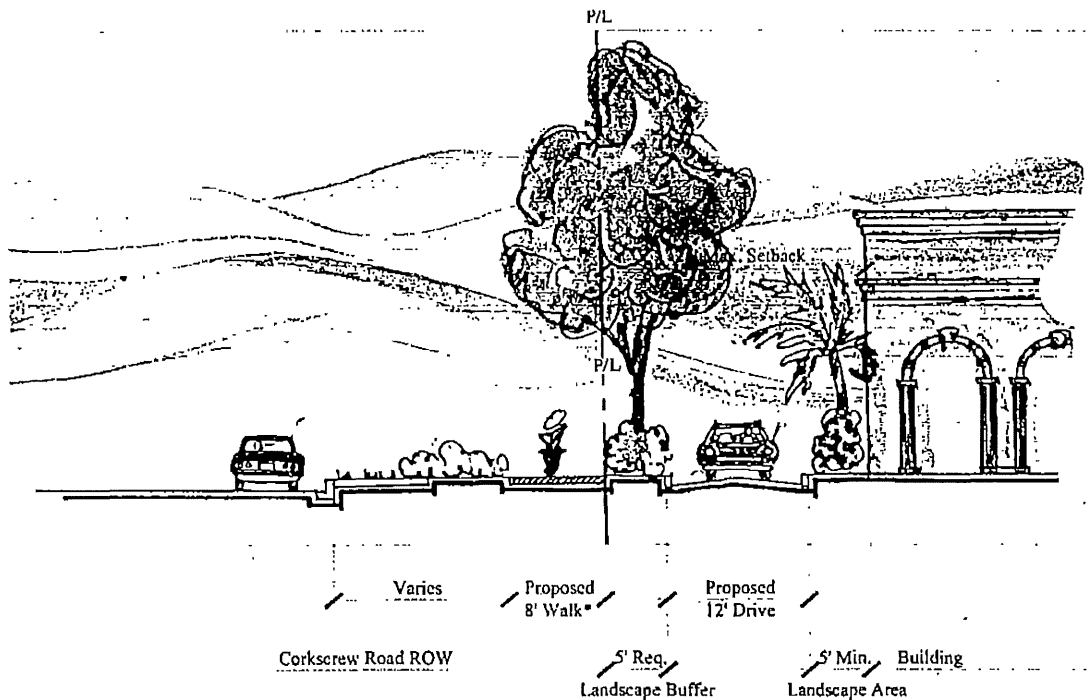 P/L
Max. Setback
P/L
Varies
Proposed
8' Walk*
Proposed
12' Drive
Corkscrew Road ROW
5' Req.
Landscape Buffer
5' Min.
Landscape Area
Building